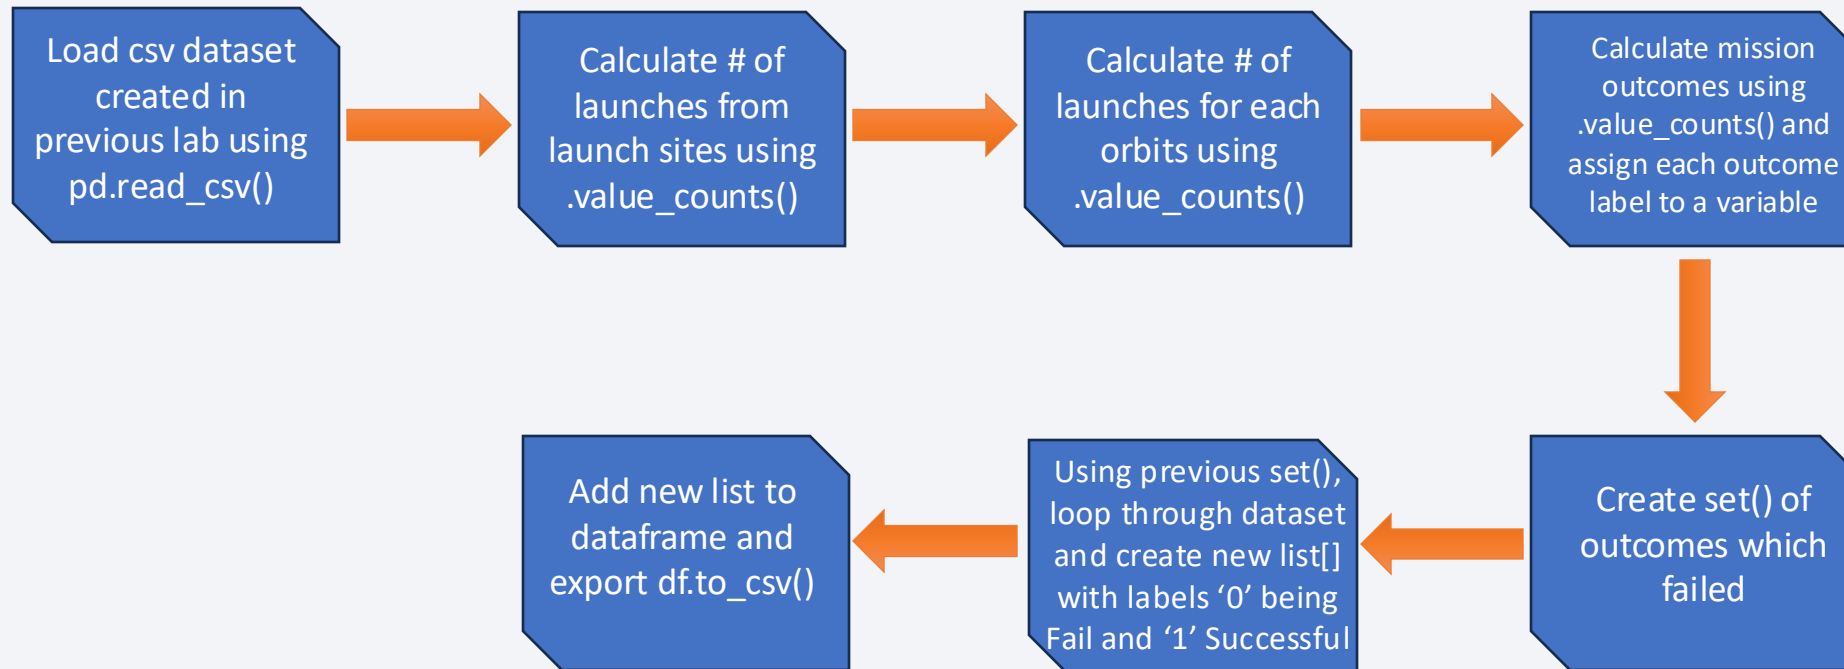 Load csv dataset
created in
previous lab using
pd.read_csv()
Calculate # of
launches from
launch sites using
.value_counts()
Calculate # of
launches for each
orbits using
.value_counts()
Calculate mission
outcomes using
.value_counts() and
assign each outcome
label to a variable
Create set() of
outcomes which
failed
Using previous set(),
loop through dataset
and create new list[]
with labels ‘0’ being
Fail and ‘1’ Successful
Add new list to
dataframe and
export df.to_csv()